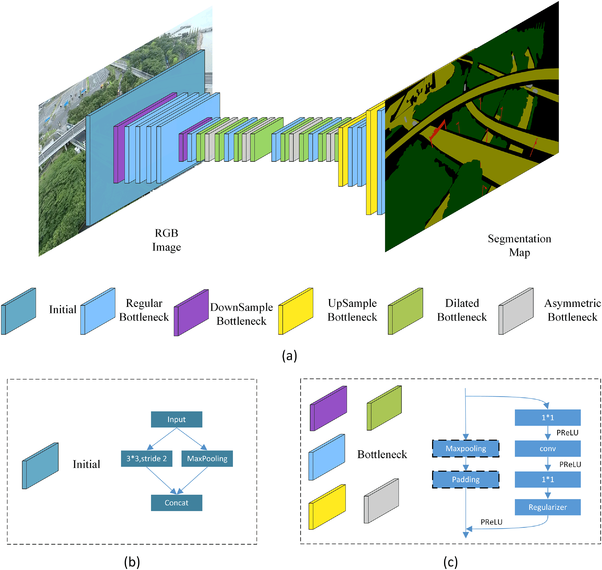 RGB
Image
Segmentation
Map
Initial
Regular
Bottleneck
DownSample
Bottleneck
UpSample
Bottleneck
Dilated
Bottleneck
Asymmetric
Bottleneck
(a)
Initial
Input
3*3,stride 2
MaxPooling
Concat
(b)
Bottleneck
Maxpooling
Padding
1*1
PReLU
conv
PReLU
1*1
Regularizer
PReLU
(c)